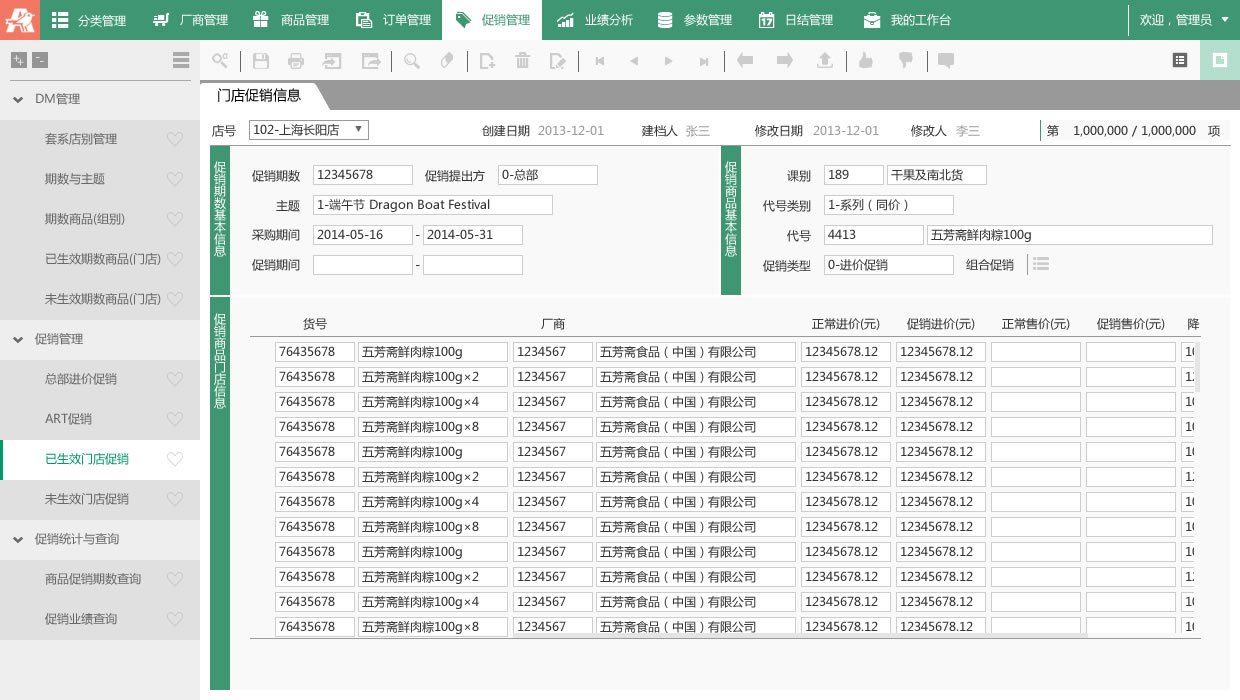 分类管理 厂商管理 商品管理 订单管理 促销管理 业绩分析 参数管理 日结管理 我的工作台 欢迎，管理员
DM管理
套系店别管理
期数与主题
期数商品(组别)
已生效期数商品(门店)
未生效期数商品(门店)
促销管理
总部进价促销
ART促销
已生效门店促销
未生效门店促销
促销统计与查询
商品促销期数查询
促销业绩查询
门店促销信息
店号 102-上海长阳店 创建日期 2013-12-01 建档人 张三 修改日期 2013-12-01 修改人 李三 第 1,000,000 / 1,000,000 项
促销期数基本信息
促销期数 12345678 促销提出方 0-总部
主题 1-端午节 Dragon Boat Festival
采购期间 2014-05-16 - 2014-05-31
促销期间 -
促销商品基本信息
课别 189 干果及南北货
代号类别 1-系列（同价）
代号 4413 五芳斋鲜肉粽100g
促销类型 0-进价促销 组合促销
促销商品门店信息
货号 厂商 正常进价(元) 促销进价(元) 正常售价(元) 促销售价(元) 降
76435678 五芳斋鲜肉粽100g 1234567 五芳斋食品（中国）有限公司 12345678.12 12345678.12
76435678 五芳斋鲜肉粽100g×2 1234567 五芳斋食品（中国）有限公司 12345678.12 12345678.12
76435678 五芳斋鲜肉粽100g×4 1234567 五芳斋食品（中国）有限公司 12345678.12 12345678.12
76435678 五芳斋鲜肉粽100g×8 1234567 五芳斋食品（中国）有限公司 12345678.12 12345678.12
76435678 五芳斋鲜肉粽100g 1234567 五芳斋食品（中国）有限公司 12345678.12 12345678.12
76435678 五芳斋鲜肉粽100g×2 1234567 五芳斋食品（中国）有限公司 12345678.12 12345678.12
76435678 五芳斋鲜肉粽100g×4 1234567 五芳斋食品（中国）有限公司 12345678.12 12345678.12
76435678 五芳斋鲜肉粽100g×8 1234567 五芳斋食品（中国）有限公司 12345678.12 12345678.12
76435678 五芳斋鲜肉粽100g 1234567 五芳斋食品（中国）有限公司 12345678.12 12345678.12
76435678 五芳斋鲜肉粽100g×2 1234567 五芳斋食品（中国）有限公司 12345678.12 12345678.12
76435678 五芳斋鲜肉粽100g×4 1234567 五芳斋食品（中国）有限公司 12345678.12 12345678.12
76435678 五芳斋鲜肉粽100g×8 1234567 五芳斋食品（中国）有限公司 12345678.12 12345678.12